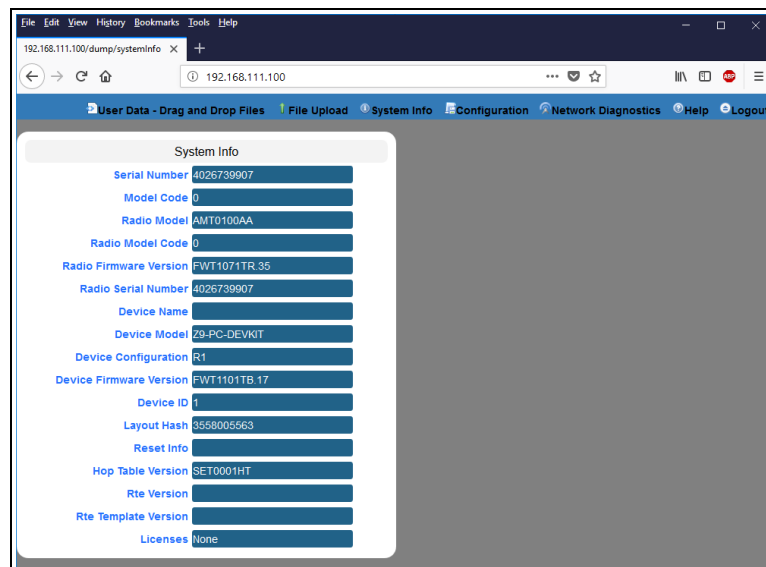 File Edit View History Bookmarks Tools Help
192.168.111.100/dump/systemInfo
192.168.111.100
User Data - Drag and Drop Files File Upload System Info Configuration Network Diagnostics Help Logou
System Info
Serial Number 4026739907
Model Code 0
Radio Model AMT0100AA
Radio Model Code 0
Radio Firmware Version FWT1071TR.35
Radio Serial Number 4026739907
Device Name
Device Model Z9-PC-DEVKIT
Device Configuration R1
Device Firmware Version FWT1101TB.17
Device ID 1
Layout Hash 3558005563
Reset Info
Hop Table Version SET0001HT
Rte Version
Rte Template Version
Licenses None